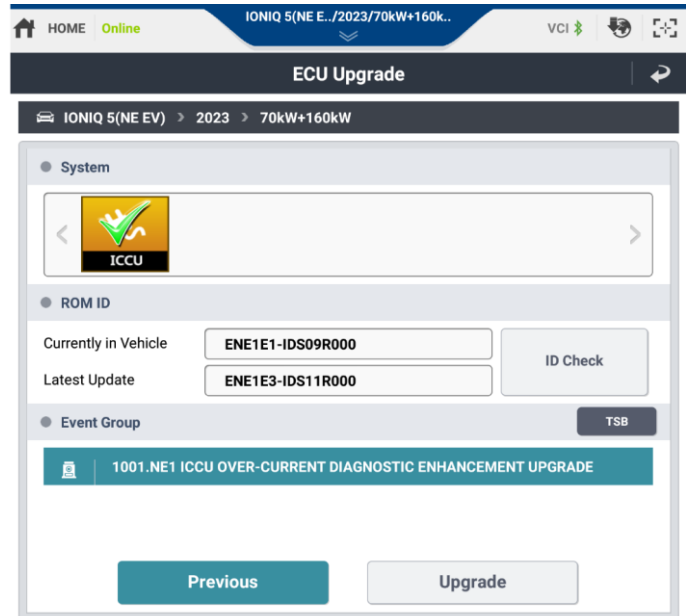 IONIQ 5(NE E../2023/70kW+160k..
HOME Online VCI
ECU Upgrade
IONIQ 5(NE EV) > 2023 > 70kW+160kW
System
ICCU
ROM ID
Currently in Vehicle ENE1E1-IDS09R000
ID Check
Latest Update ENE1E3-IDS11R000
Event Group TSB
1001.NE1 ICCU OVER-CURRENT DIAGNOSTIC ENHANCEMENT UPGRADE
Previous Upgrade